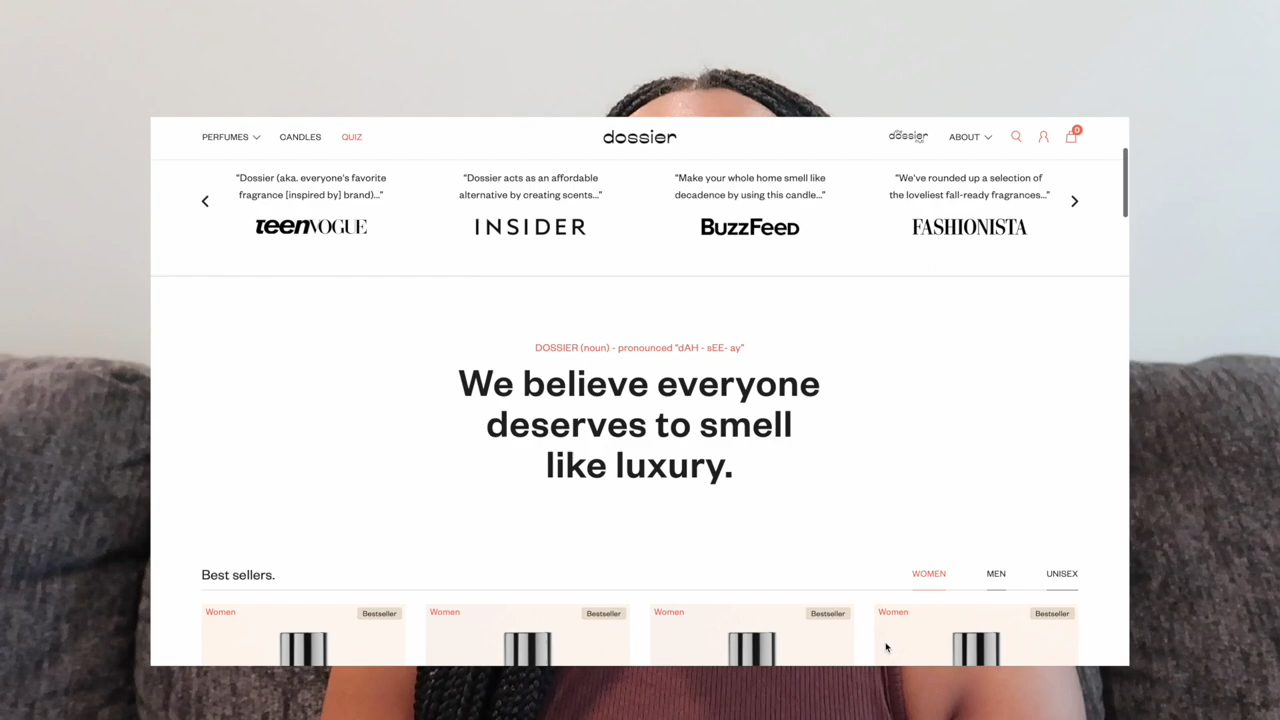 PERFUMES CANDLES QUIZ dossier dossier ABOUT 0
"Dossier (aka. everyone's favorite
fragrance [inspired by] brand)..."
teenVOGUE
"Dossier acts as an affordable
alternative by creating scents..."
INSIDER
"Make your whole home smell like
decadence by using this candle..."
BuzzFeed
"We've rounded up a selection of
the loveliest fall-ready fragrances..."
FASHIONISTA
DOSSIER (noun) - pronounced "dAH - sEE- ay"
We believe everyone
deserves to smell
like luxury.
Best sellers. WOMEN MEN UNISEX
Women Bestseller Women Bestseller Women Bestseller Women Bestseller